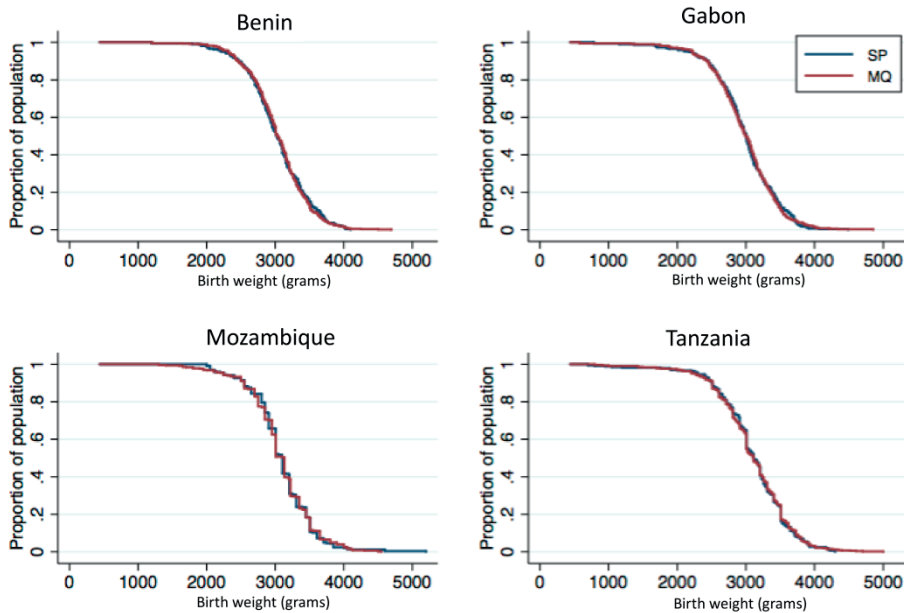 Benin
Proportion of population
1
.8
.6
.4
.2
0
0 1000 2000 3000 4000 5000
Birth weight (grams)
Gabon
SP
MQ
Proportion of population
1
.8
.6
.4
.2
0
0 1000 2000 3000 4000 5000
Birth weight (grams)
Mozambique
Proportion of population
1
.8
.6
.4
.2
0
0 1000 2000 3000 4000 5000
Birth weight (grams)
Tanzania
Proportion of population
1
.8
.6
.4
.2
0
0 1000 2000 3000 4000 5000
Birth weight (grams)